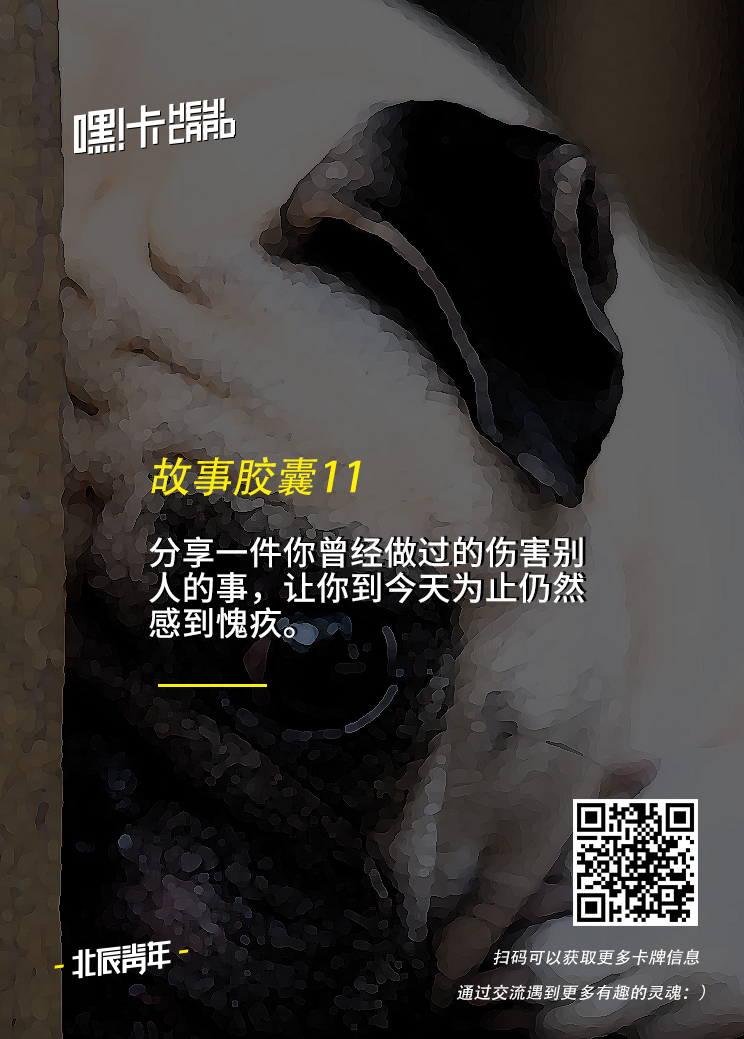 嘿!卡 HEY! CARD
故事胶囊11
分享一件你曾经做过的伤害别
人的事，让你到今天为止仍然
感到愧疚。
- 北辰青年 -
扫码可以获取更多卡牌信息
通过交流遇到更多有趣的灵魂：）